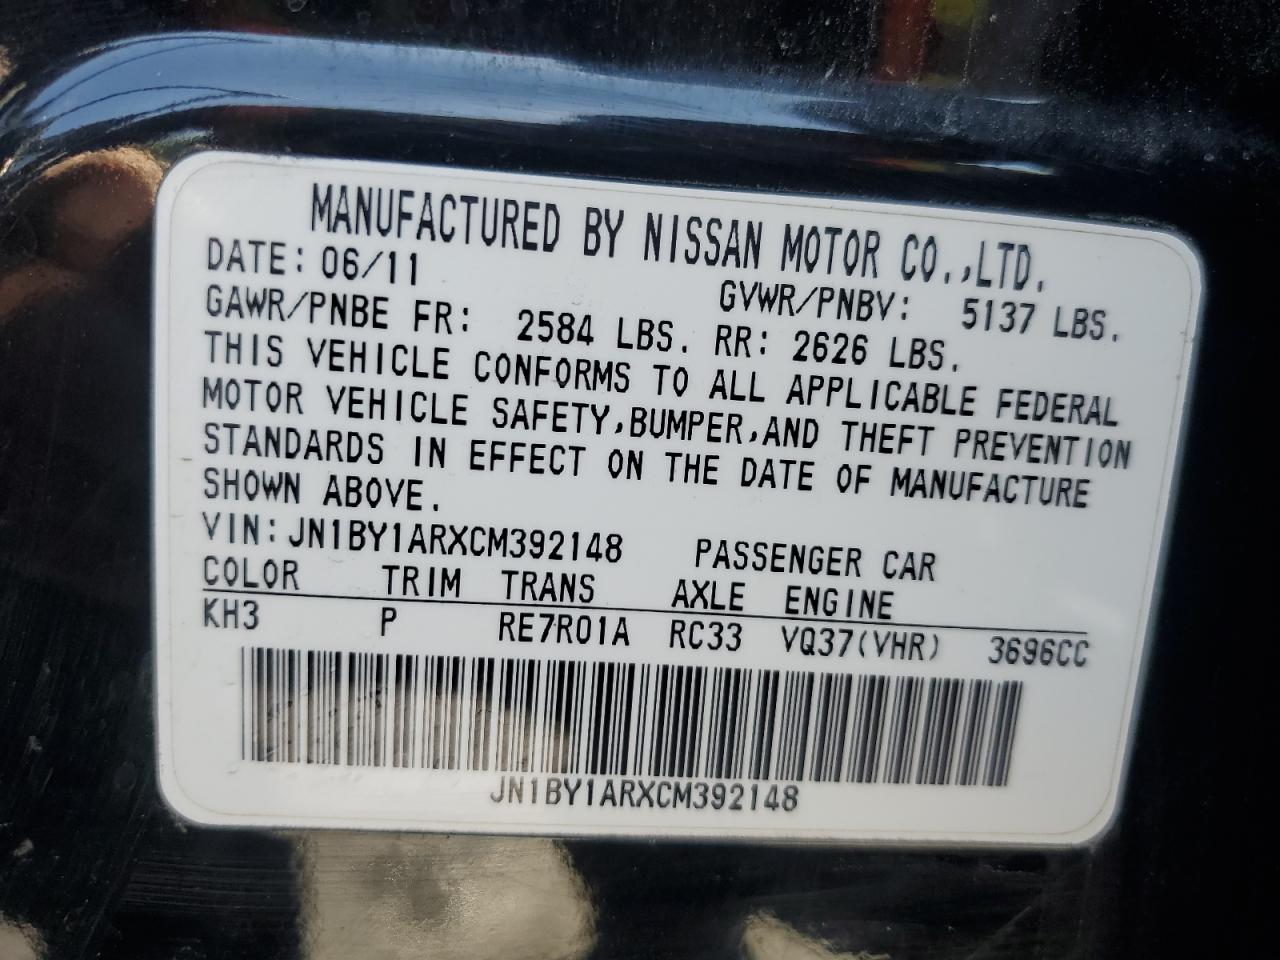 MANUFACTURED BY NISSAN MOTOR CO.,LTD.
DATE: 06/11 GVWR/PNBV: 5137 LBS.
GAWR/PNBE FR: 2584 LBS. RR: 2626 LBS.
THIS VEHICLE CONFORMS TO ALL APPLICABLE FEDERAL
MOTOR VEHICLE SAFETY,BUMPER,AND THEFT PREVENTION
STANDARDS IN EFFECT ON THE DATE OF MANUFACTURE
SHOWN ABOVE.
VIN: JN1BY1ARXCM392148 PASSENGER CAR
COLOR TRIM TRANS AXLE ENGINE
KH3 P RE7R01A RC33 VQ37(VHR) 3696CC
JN1BY1ARXCM392148